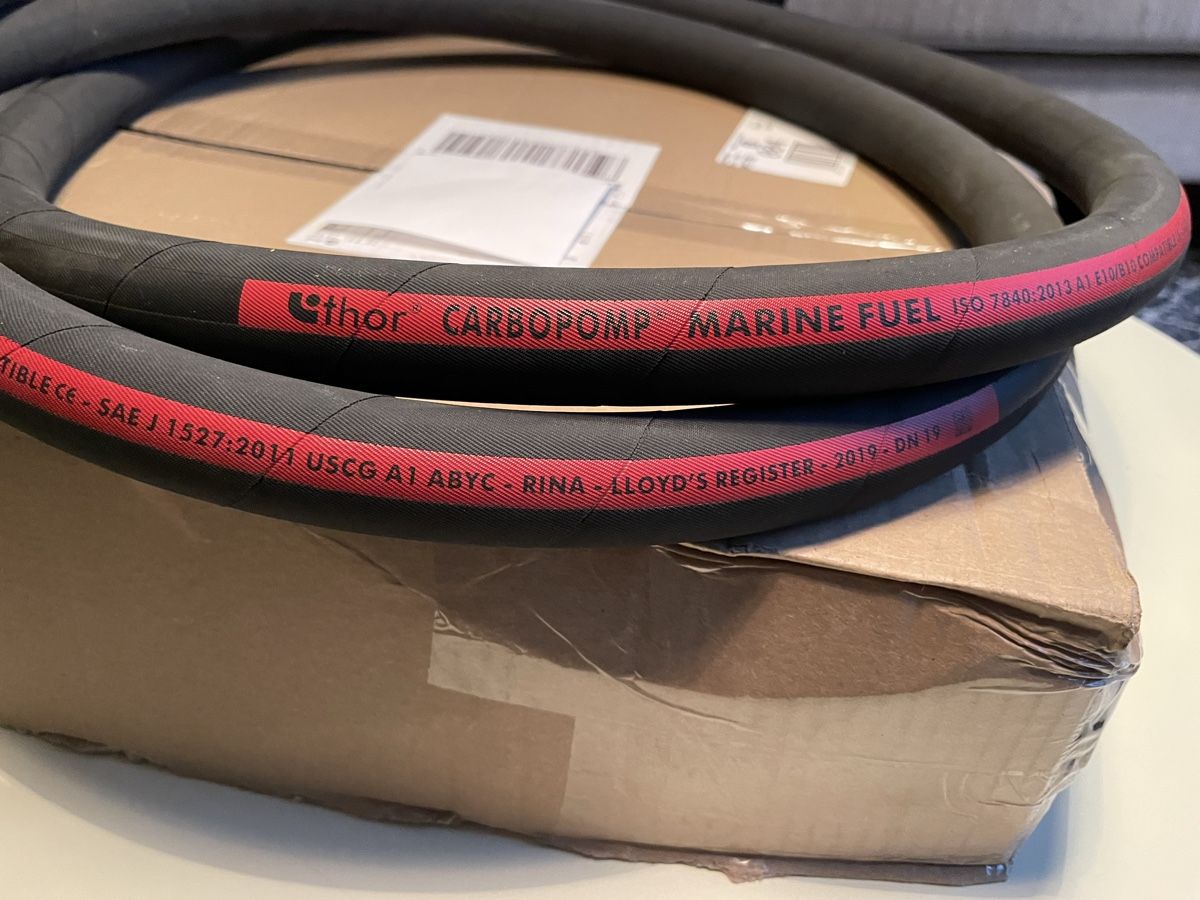 thor® CARBOPOMP® MARINE FUEL ISO 7840:2013 A1 E10/B10 COMPATIBLE
TIBLE CE - SAE J 1527:2011 USCG A1 ABYC - RINA - LLOYD'S REGISTER - 2019 - DN 19